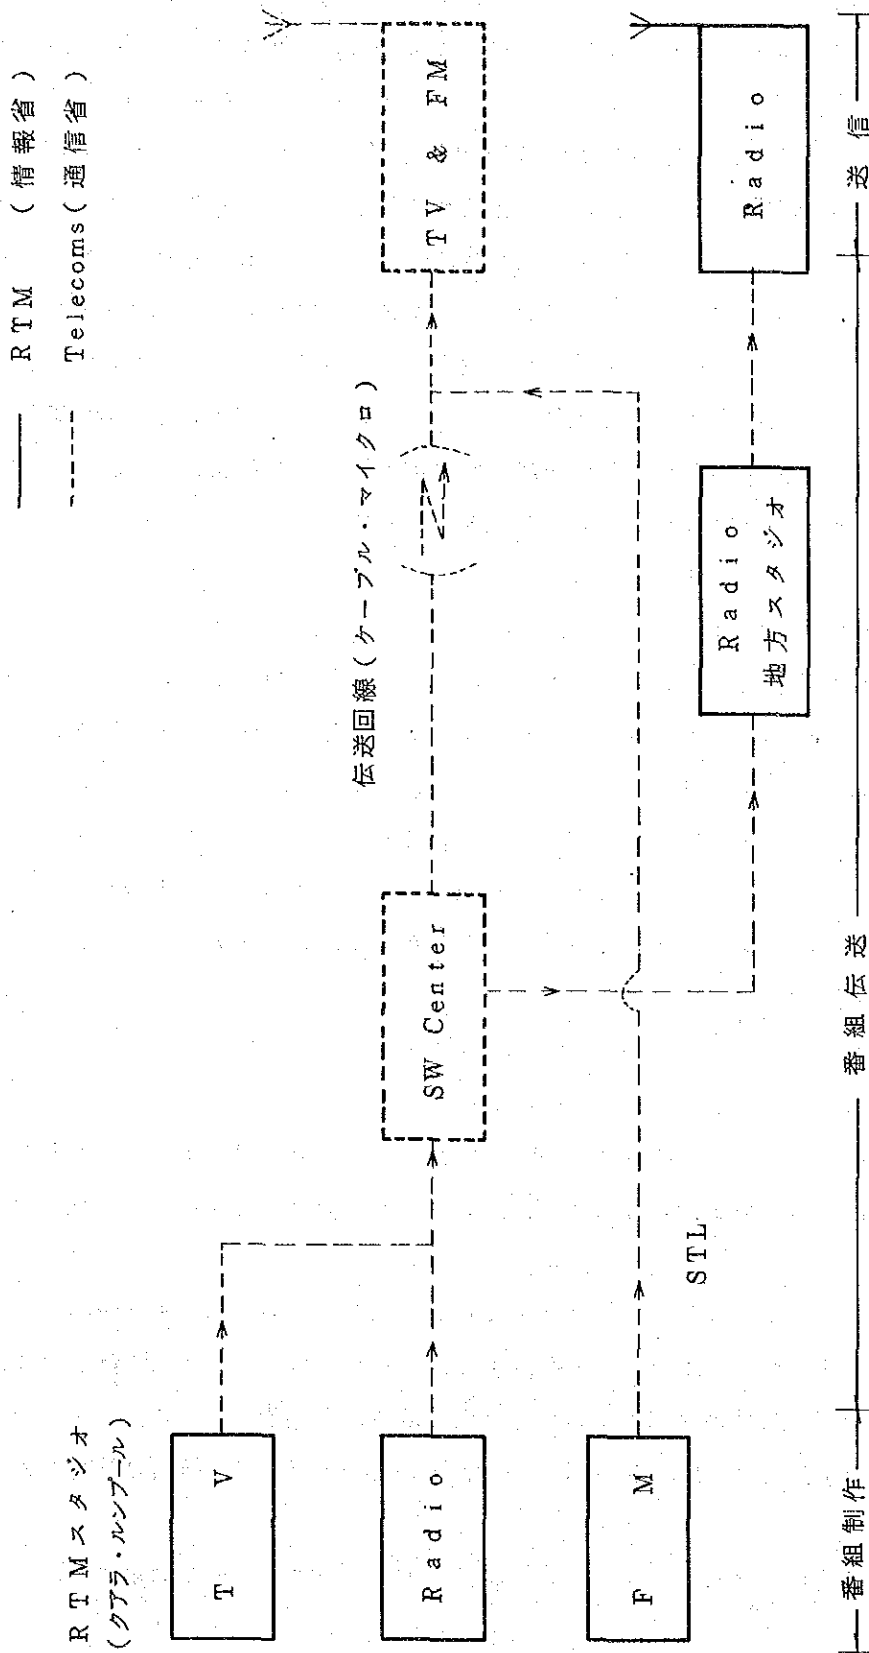 RTM （情報省）
Telecoms（通信省）
RTMスタジオ
（クアラ・ルンプール）
T V
Radio
F M
SW Center
伝送回線（ケーブル・マイクロ）
TV & FM
STL
Radio
地方スタジオ
Radio
番組制作
番組伝送
送信